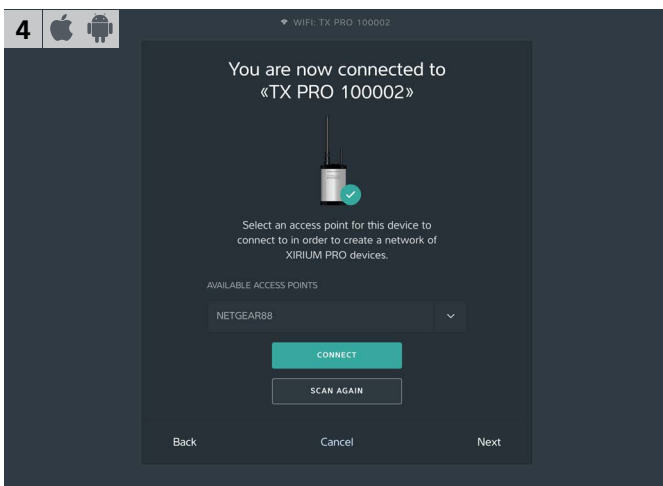 4
WIFI: TX PRO 100002
You are now connected to
«TX PRO 100002»
Select an access point for this device to
connect to in order to create a network of
XIRIUM PRO devices.
AVAILABLE ACCESS POINTS
NETGEAR88
CONNECT
SCAN AGAIN
Back Cancel Next